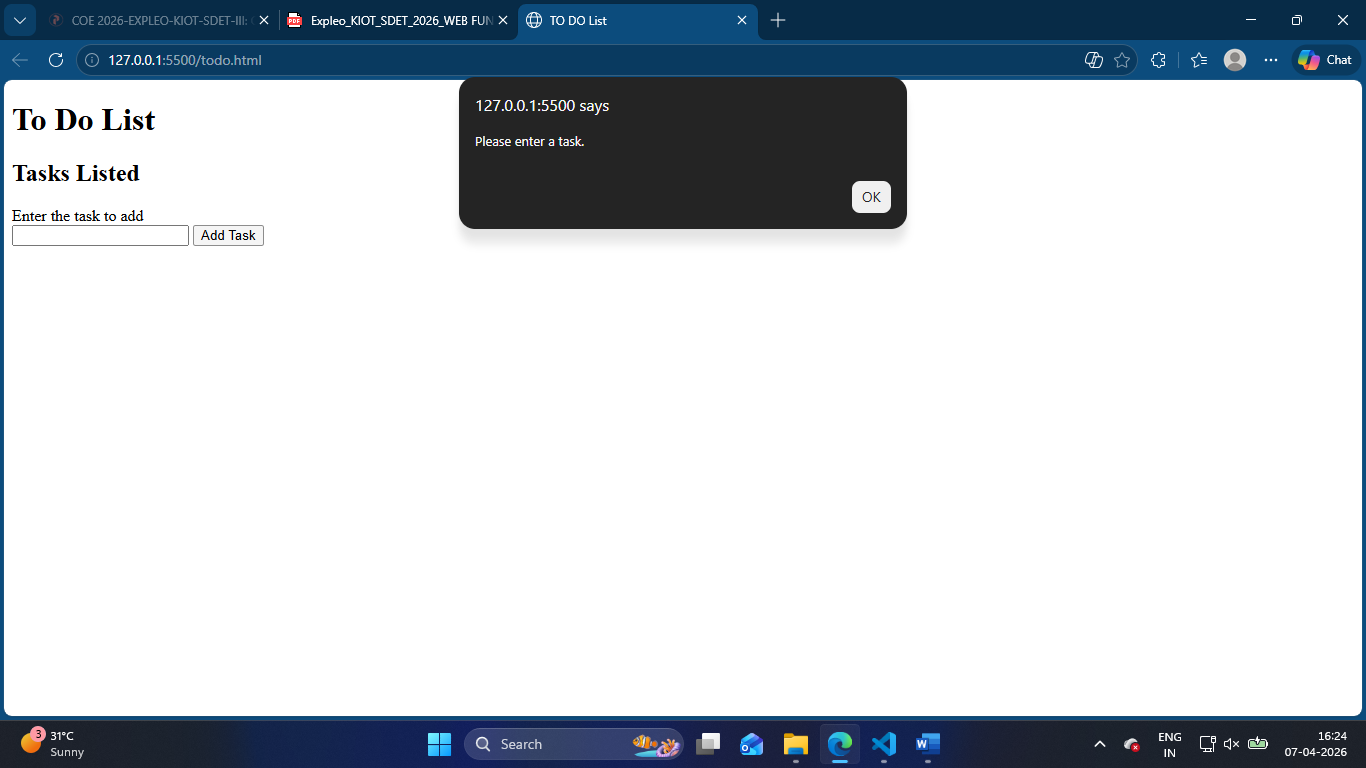 COE 2026-EXPLEO-KIOT-SDET-III:
Expleo_KIOT_SDET_2026_WEB FUN
TO DO List
127.0.0.1:5500/todo.html
Chat
127.0.0.1:5500 says
Please enter a task.
OK
To Do List
Tasks Listed
Enter the task to add
Add Task
3
31°C
Sunny
Search
ENG
IN
16:24
07-04-2026